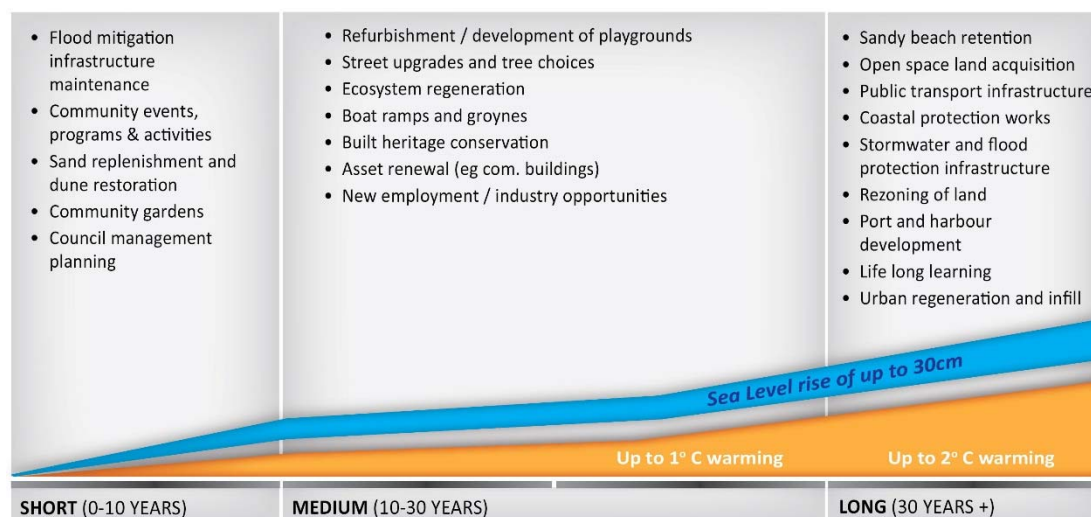 • Flood mitigation
infrastructure
maintenance
• Community events,
programs & activities
• Sand replenishment and
dune restoration
• Community gardens
• Council management
planning
• Refurbishment / development of playgrounds
• Street upgrades and tree choices
• Ecosystem regeneration
• Boat ramps and groynes
• Built heritage conservation
• Asset renewal (eg com. buildings)
• New employment / industry opportunities
• Sandy beach retention
• Open space land acquisition
• Public transport infrastructure
• Coastal protection works
• Stormwater and flood
protection infrastructure
• Rezoning of land
• Port and harbour
development
• Life long learning
• Urban regeneration and infill
Sea Level rise of up to 30cm
Up to 1° C warming
Up to 2° C warming
SHORT (0-10 YEARS)
MEDIUM (10-30 YEARS)
LONG (30 YEARS +)